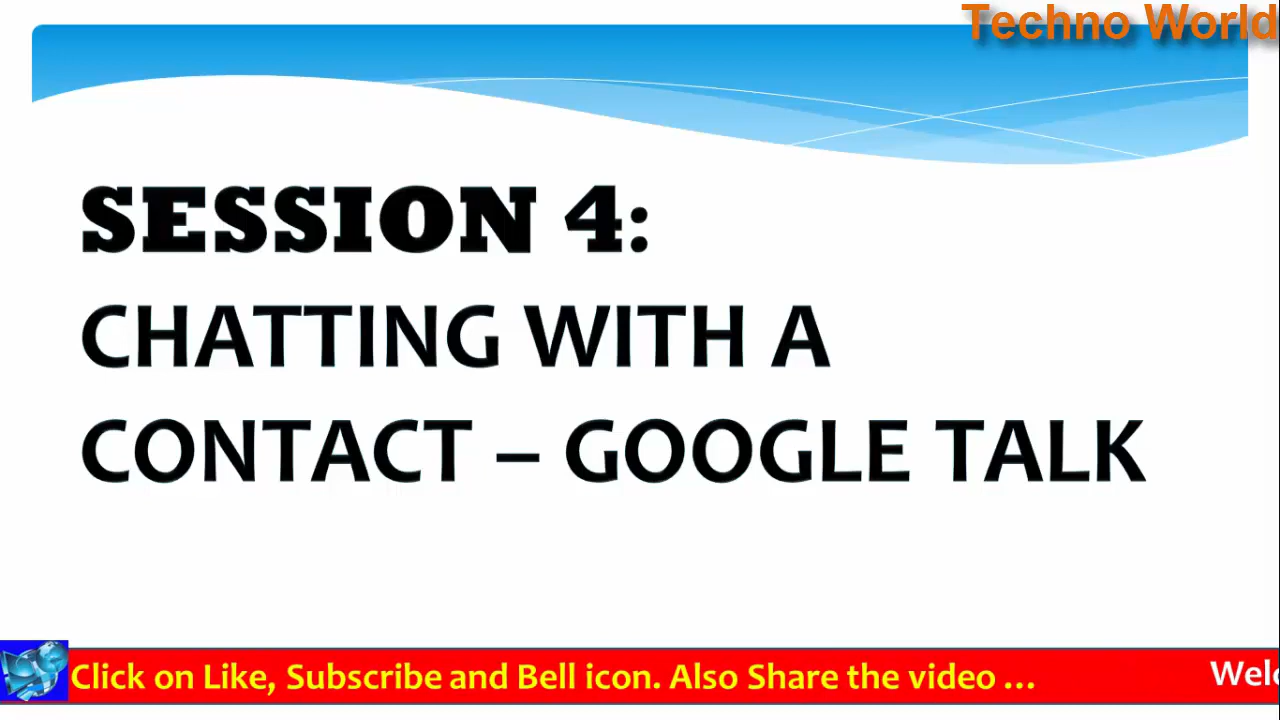 Techno World
SESSION 4:
CHATTING WITH A
CONTACT – GOOGLE TALK
Click on Like, Subscribe and Bell icon. Also Share the video ...